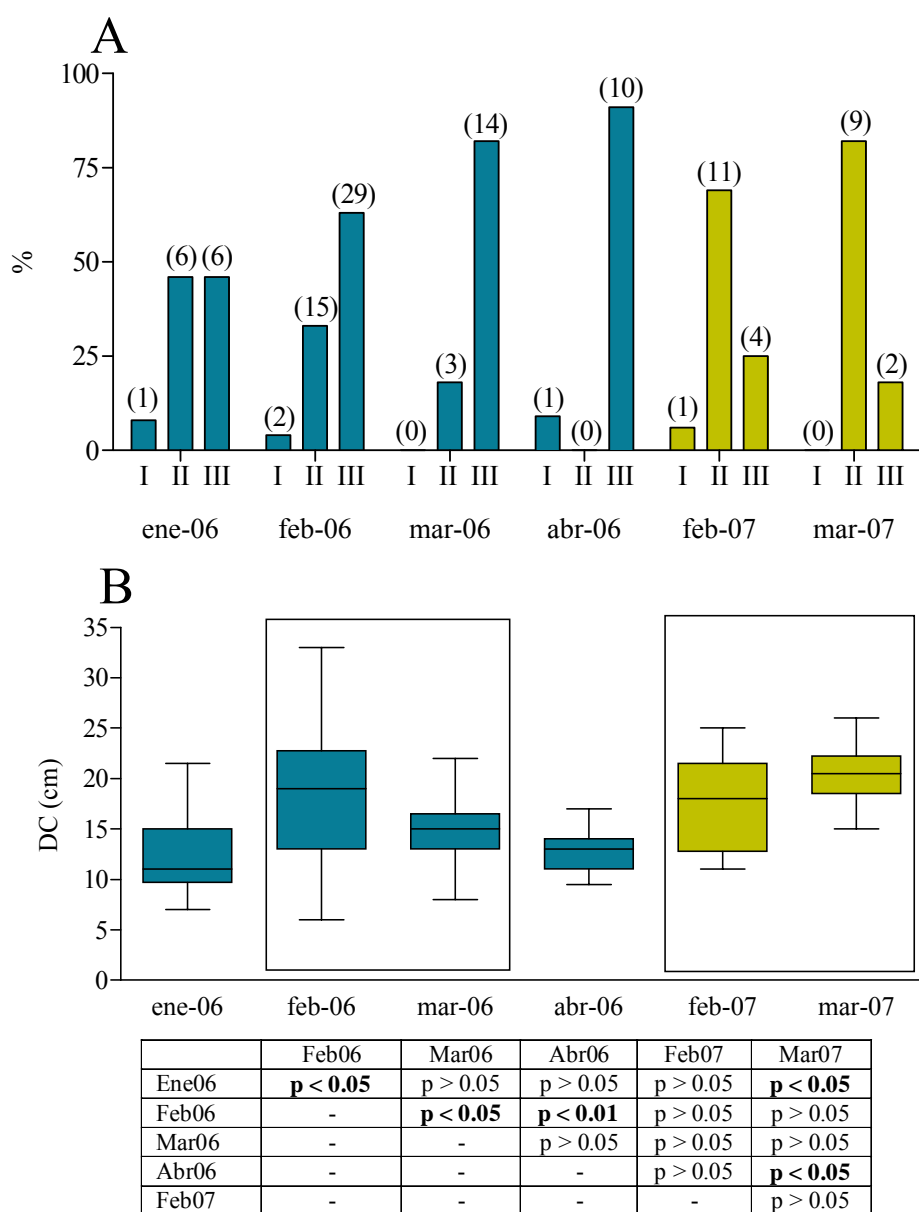 A
100
(10)
(14)
(9)
(11)
75
(29)
%
50
(6) (6)
(15)
25
(3)
(4)
(2)
(1)
(2)
(0)
(1)
(0)
(1)
(0)
0
I II III I II III I II III I II III I II III I II III
ene-06 feb-06 mar-06 abr-06 feb-07 mar-07
B
35
30
25
20
DC (cm)
15
10
5
0
ene-06 feb-06 mar-06 abr-06 feb-07 mar-07
Feb06 Mar06 Abr06 Feb07 Mar07
Ene06 p < 0.05 p > 0.05 p > 0.05 p > 0.05 p < 0.05
Feb06 - p < 0.05 p < 0.01 p > 0.05 p > 0.05
Mar06 - - p > 0.05 p > 0.05 p > 0.05
Abr06 - - - p > 0.05 p < 0.05
Feb07 - - - - p > 0.05